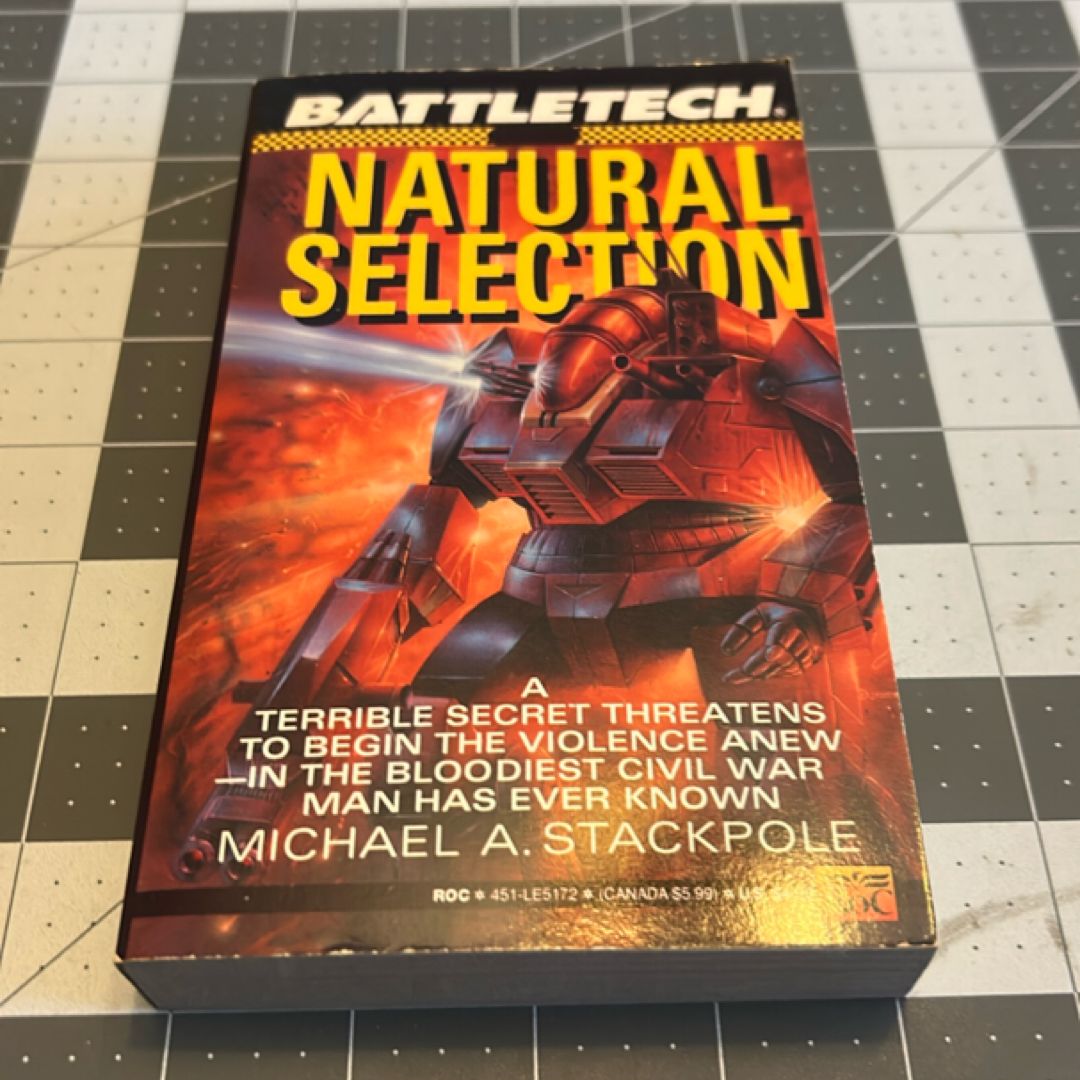 BATTLETECH®
NATURAL
SELECTION
A
TERRIBLE SECRET THREATENS
TO BEGIN THE VIOLENCE ANEW
—IN THE BLOODIEST CIVIL WAR
MAN HAS EVER KNOWN
MICHAEL A. STACKPOLE
ROC * 451-LE5172 * (CANADA $5.99) * U.S.